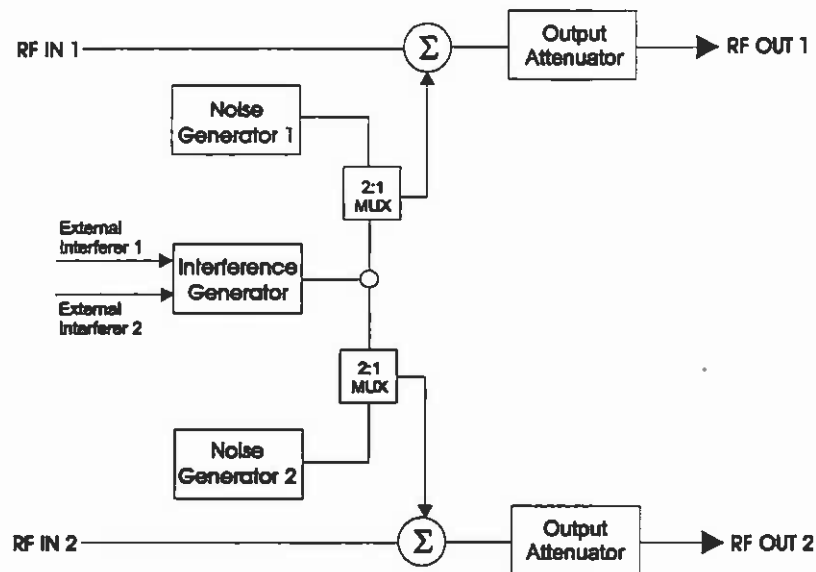 RF IN 1
Σ
Output
Attenuator
RF OUT 1
Noise
Generator 1
2:1
MUX
External
Interferer 1
Interference
Generator
External
Interferer 2
2:1
MUX
Noise
Generator 2
RF IN 2
Σ
Output
Attenuator
RF OUT 2